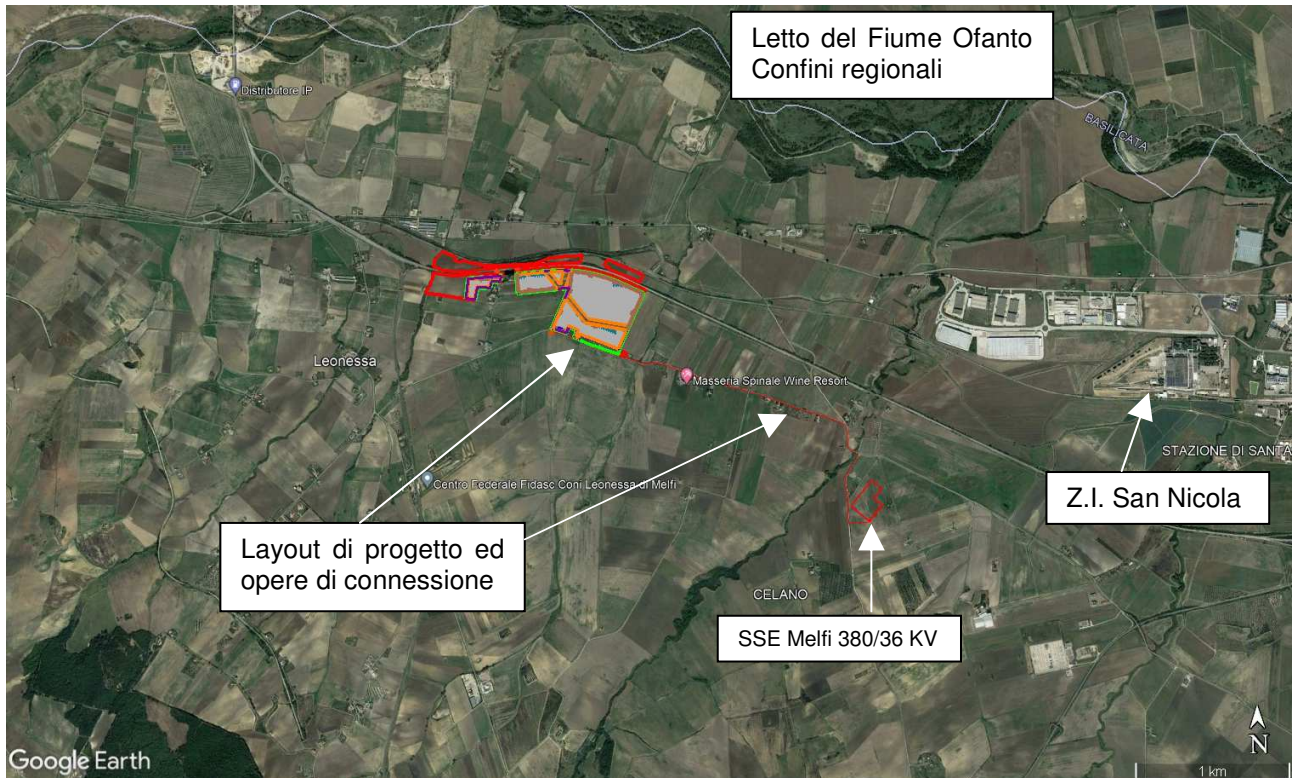 Letto del Fiume Ofanto
Confini regionali
Distributore IP
BASILICATA
Leonessa
Masseria Spinale Wine Resort
STAZIONE DI SANTA
Centro Federale Fidasc Coni Leonessa di Melfi
Z.I. San Nicola
Layout di progetto ed
opere di connessione
CELANO
SSE Melfi 380/36 KV
N
Google Earth
1 km